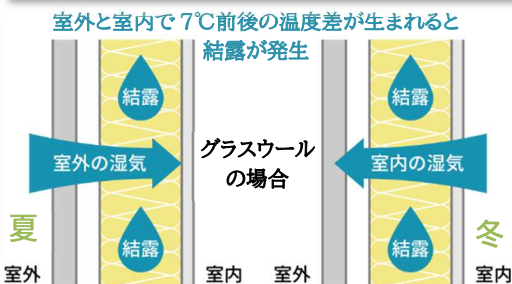 室外と室内で7℃前後の温度差が生まれると
結露が発生
結露
結露
室外の湿気
グラスウール
の場合
室内の湿気
夏
冬
結露
結露
室外
室内
室外
室内